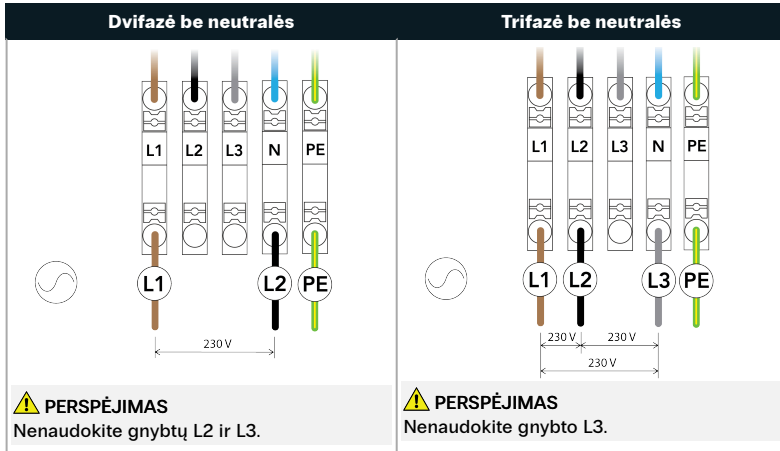 Dvifazė be neutralės
L1 L2 L3 N PE
L1 L2 PE
230 V
PERSPĖJIMAS
Nenaudokite gnybtų L2 ir L3.
Trifazė be neutralės
L1 L2 L3 N PE
L1 L2 L3 PE
230 V 230 V
230 V
PERSPĖJIMAS
Nenaudokite gnybto L3.